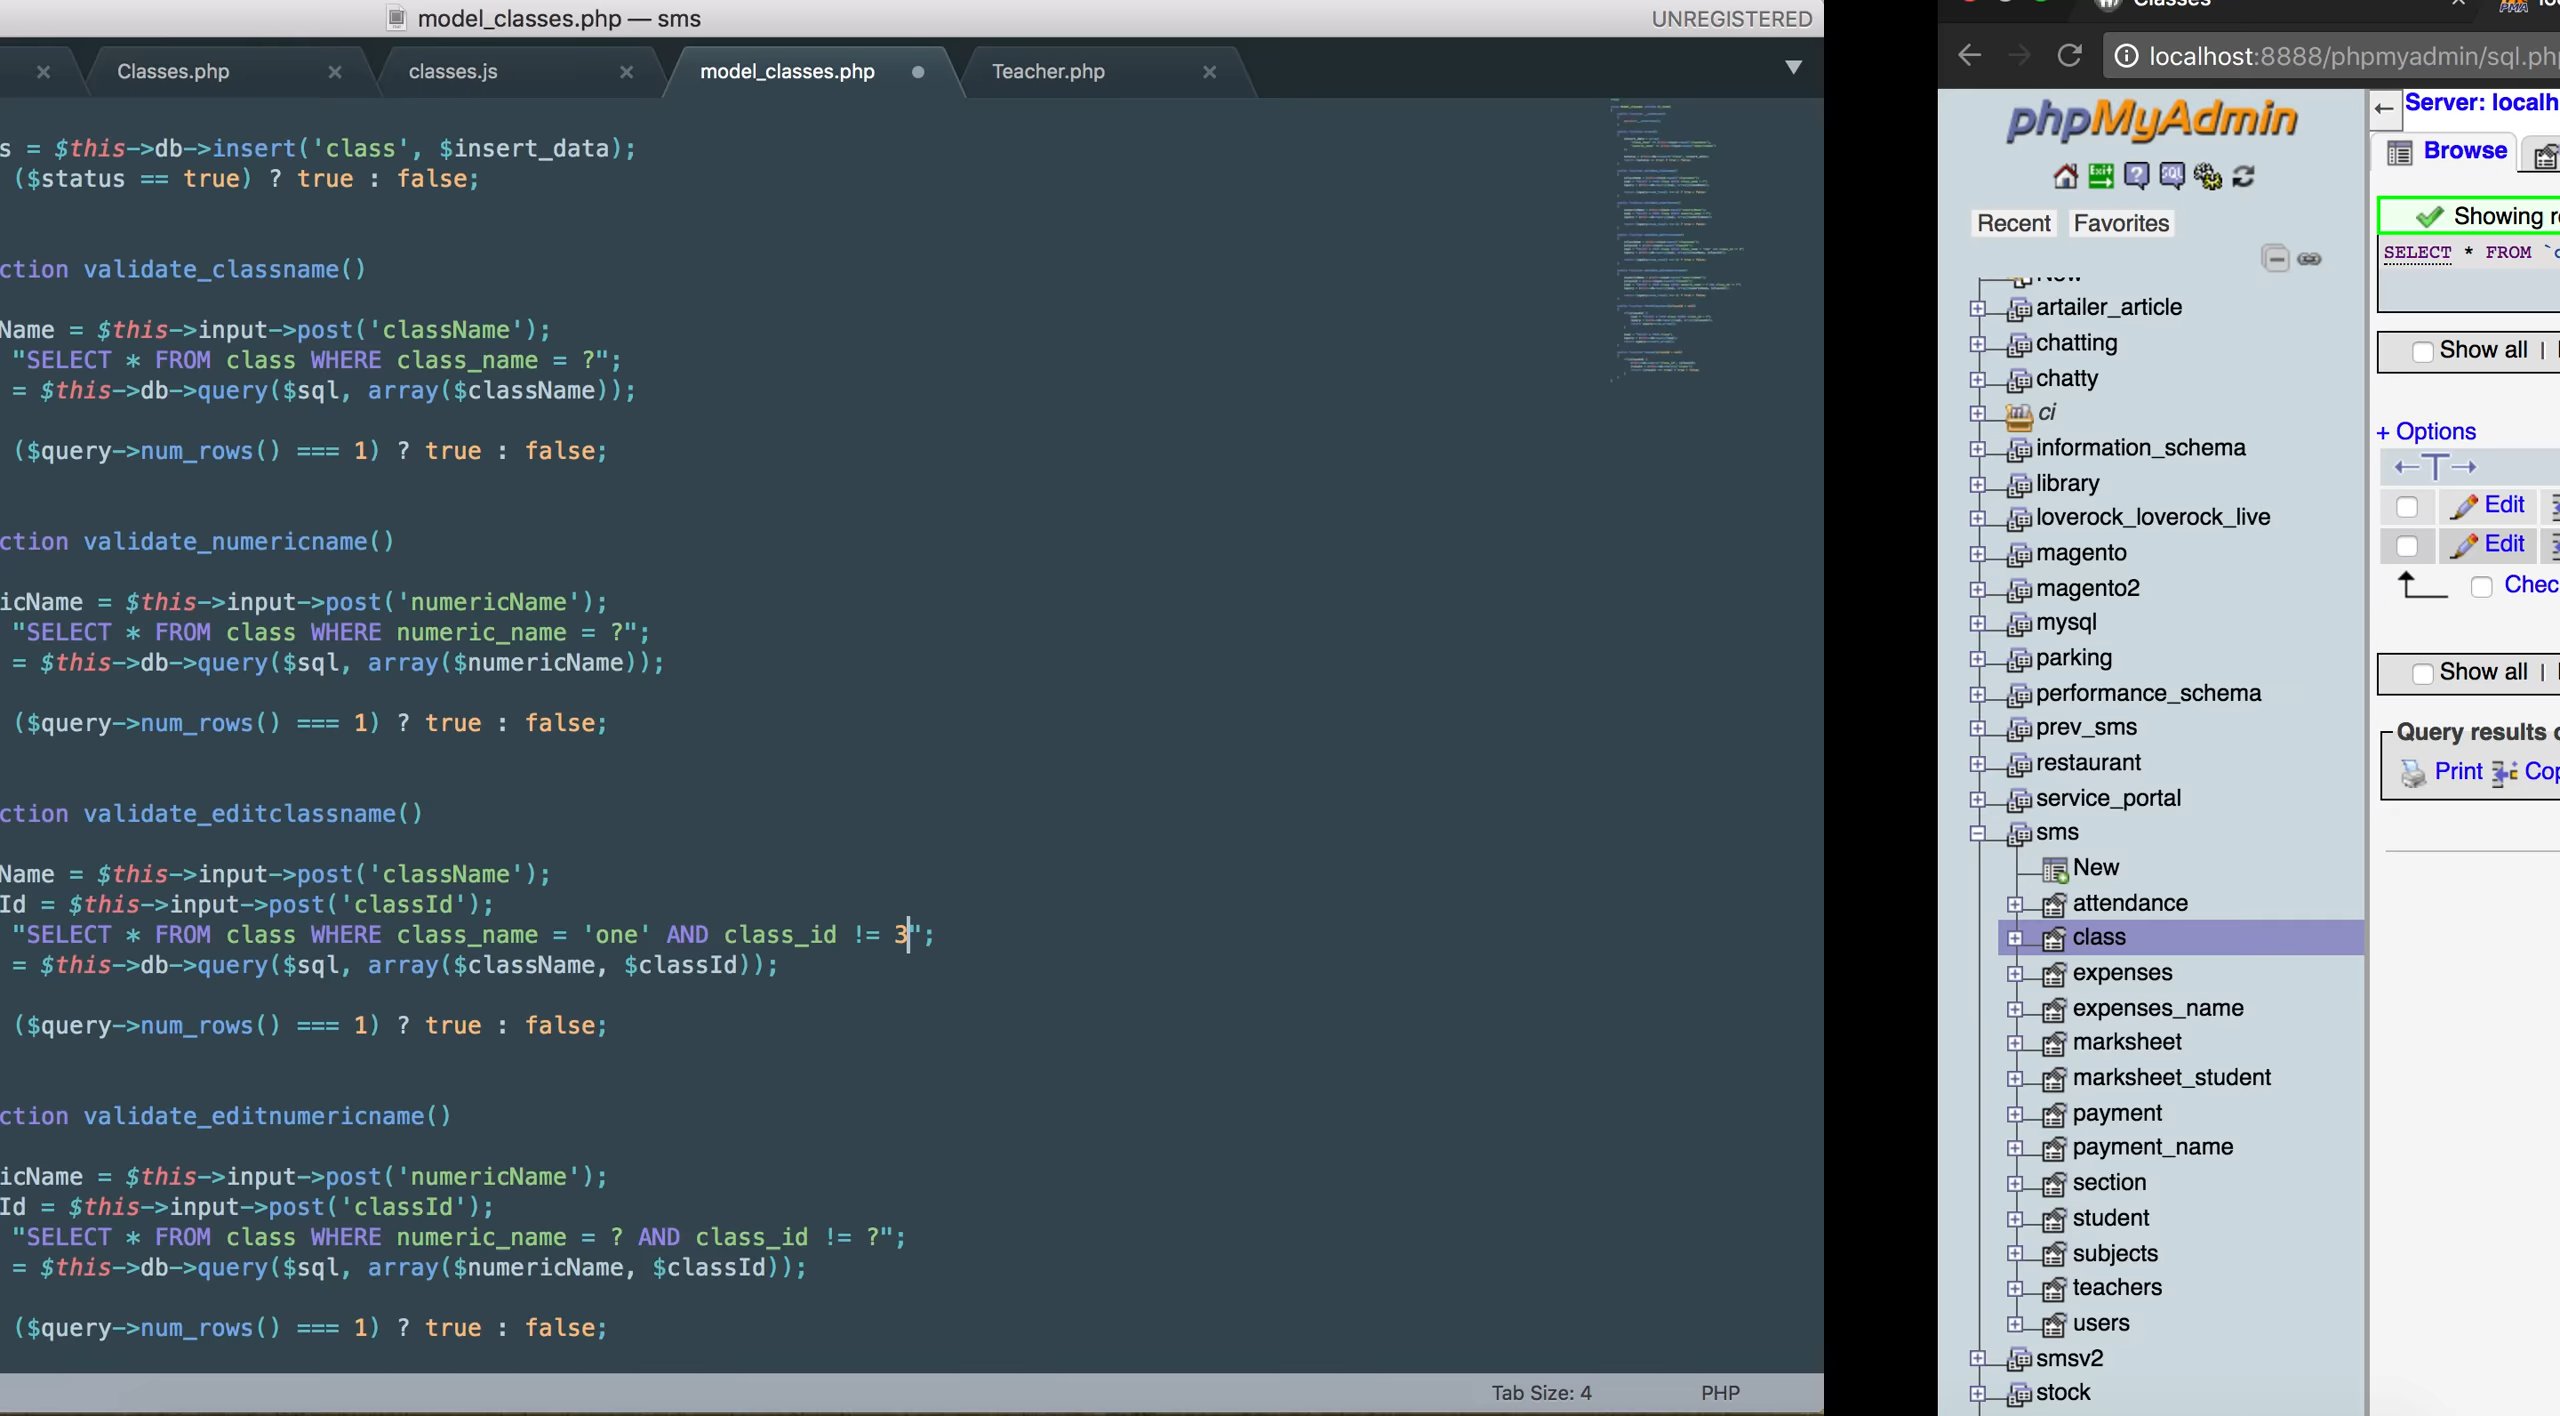 model_classes.php — sms
UNREGISTERED
Classes.php
classes.js
model_classes.php
Teacher.php
s = $this->db->insert('class', $insert_data);
($status == true) ? true : false;
ction validate_classname()
Name = $this->input->post('className');
"SELECT * FROM class WHERE class_name = ?";
= $this->db->query($sql, array($className));
($query->num_rows() === 1) ? true : false;
ction validate_numericname()
icName = $this->input->post('numericName');
"SELECT * FROM class WHERE numeric_name = ?";
= $this->db->query($sql, array($numericName));
($query->num_rows() === 1) ? true : false;
ction validate_editclassname()
Name = $this->input->post('className');
Id = $this->input->post('classId');
"SELECT * FROM class WHERE class_name = 'one' AND class_id != 3";
= $this->db->query($sql, array($className, $classId));
($query->num_rows() === 1) ? true : false;
ction validate_editnumericname()
icName = $this->input->post('numericName');
Id = $this->input->post('classId');
"SELECT * FROM class WHERE numeric_name = ? AND class_id != ?";
= $this->db->query($sql, array($numericName, $classId));
($query->num_rows() === 1) ? true : false;
Tab Size: 4
PHP
Classes
localhost:8888/phpmyadmin/sql.php
phpMyAdmin
Recent
Favorites
New
artailer_article
chatting
chatty
ci
information_schema
library
loverock_loverock_live
magento
magento2
mysql
parking
performance_schema
prev_sms
restaurant
service_portal
sms
New
attendance
class
expenses
expenses_name
marksheet
marksheet_student
payment
payment_name
section
student
subjects
teachers
users
smsv2
stock
Server: localh
Browse
Showing r
SELECT * FROM `c
Show all |
+ Options
←T→
Edit
Edit
Chec
Show all |
Query results o
Print
Cop